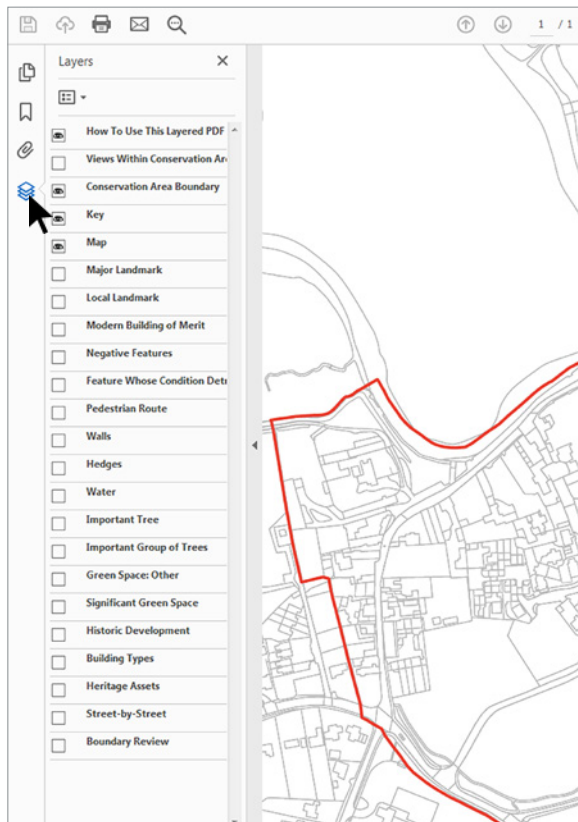 1 / 1
Layers
How To Use This Layered PDF
Views Within Conservation Are
Conservation Area Boundary
Key
Map
Major Landmark
Local Landmark
Modern Building of Merit
Negative Features
Feature Whose Condition Detr
Pedestrian Route
Walls
Hedges
Water
Important Tree
Important Group of Trees
Green Space: Other
Significant Green Space
Historic Development
Building Types
Heritage Assets
Street-by-Street
Boundary Review